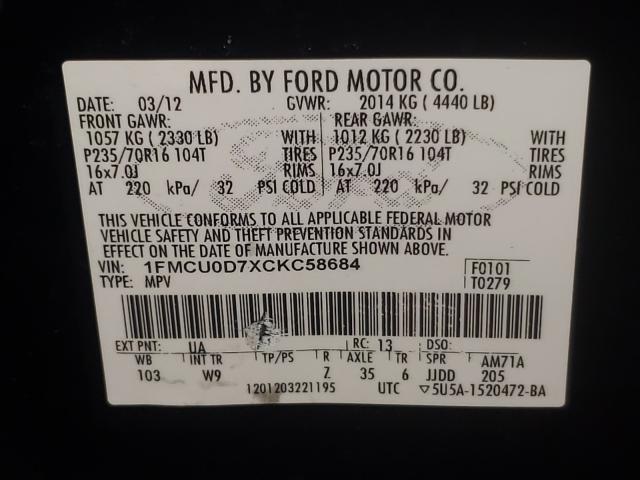 MFD. BY FORD MOTOR CO.
DATE: 03/12 GVWR: 2014 KG ( 4440 LB)
FRONT GAWR: REAR GAWR:
1057 KG ( 2330 LB) WITH 1012 KG ( 2230 LB) WITH
P235/70R16 104T TIRES P235/70R16 104T TIRES
16x7.0J RIMS 16x7.0J RIMS
AT 220 kPa/ 32 PSI COLD AT 220 kPa/ 32 PSI COLD
THIS VEHICLE CONFORMS TO ALL APPLICABLE FEDERAL MOTOR
VEHICLE SAFETY AND THEFT PREVENTION STANDARDS IN
EFFECT ON THE DATE OF MANUFACTURE SHOWN ABOVE.
VIN: 1FMCU0D7XCKC58684 F0101
TYPE: MPV T0279
EXT PNT: UA RC: 13 DSO:
WB INT TR TP/PS R AXLE TR SPR AM71A
103 W9 Z 35 6 JJDD 205
1201203221195 UTC ▽5U5A-1520472-BA